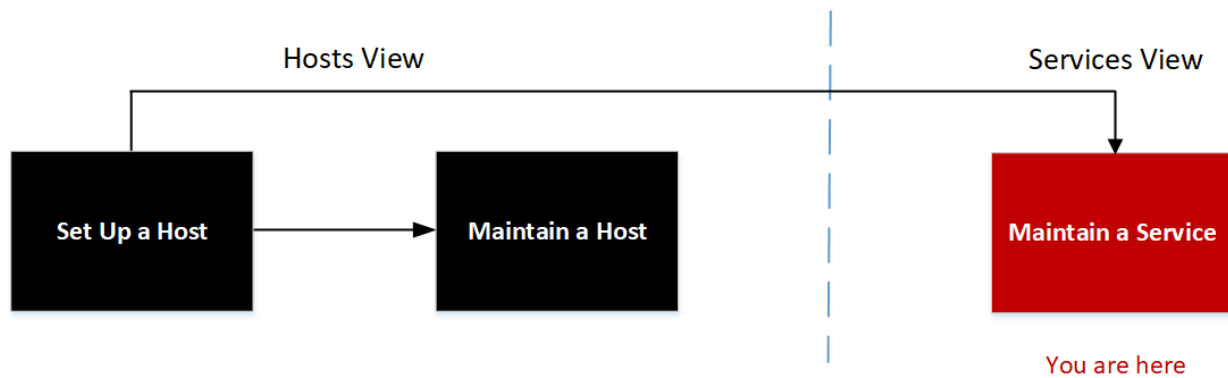 Hosts View
Services View
Set Up a Host
Maintain a Host
Maintain a Service
You are here